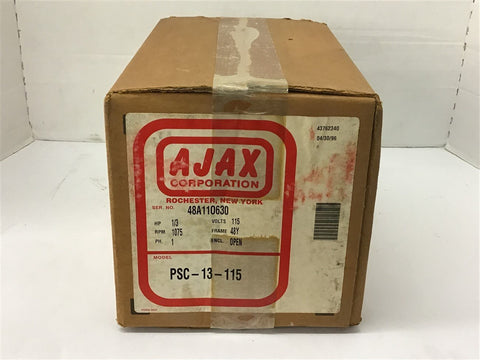 43762340
04/30/96
AJAX
CORPORATION
ROCHESTER, NEW YORK
SER. NO. 48A110630
HP 1/3 VOLTS 115
RPM 1075 FRAME 48Y
PH. 1 ENCL. OPEN
MODEL
PSC-13-115